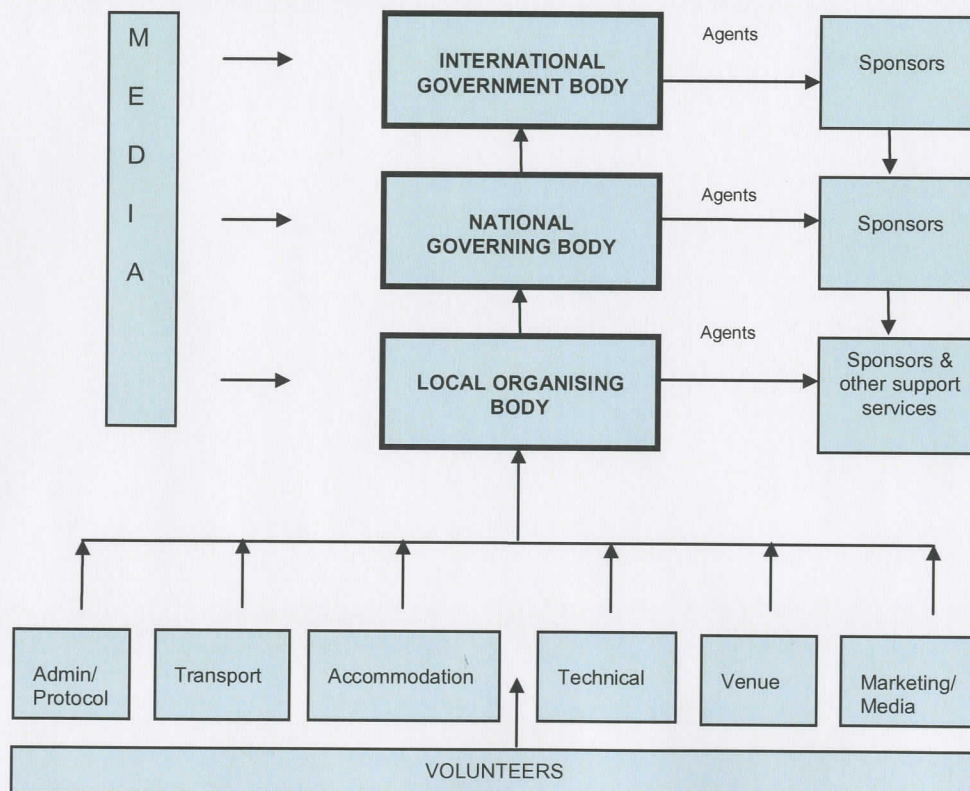 M
E
D
I
A
INTERNATIONAL
GOVERNMENT BODY
Agents
Sponsors
NATIONAL
GOVERNING BODY
Agents
Sponsors
LOCAL ORGANISING
BODY
Agents
Sponsors &
other support
services
Admin/
Protocol
Transport
Accommodation
Technical
Venue
Marketing/
Media
VOLUNTEERS